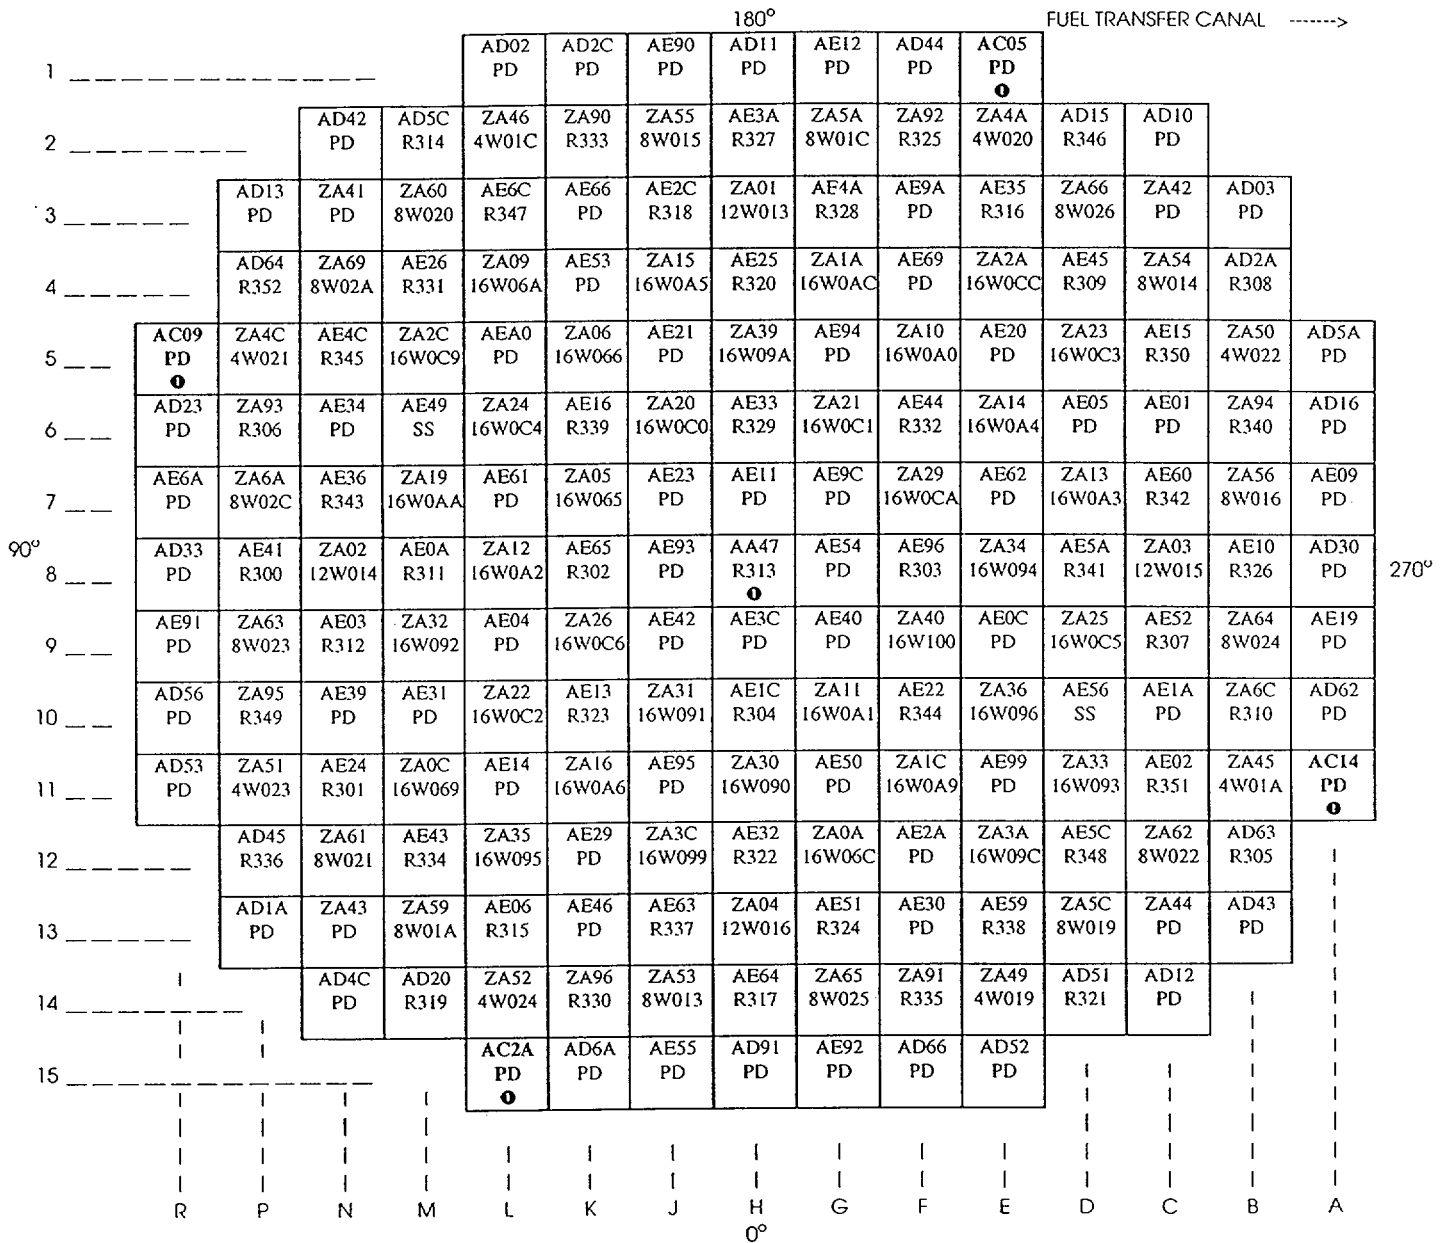 180°
FUEL TRANSFER CANAL ------->
1
AD02 AD2C AE90 AD11 AE12 AD44 AC05
PD PD PD PD PD PD PD
❶
2
AD42 AD5C ZA46 ZA90 ZA55 AE3A ZA5A ZA92 ZA4A AD15 AD10
PD R314 4W01C R333 8W015 R327 8W01C R325 4W020 R346 PD
3
AD13 ZA41 ZA60 AE6C AE66 AE2C ZA01 AE4A AE9A AE35 ZA66 ZA42 AD03
PD PD 8W020 R347 PD R318 12W013 R328 PD R316 8W026 PD PD
4
AD64 ZA69 AE26 ZA09 AE53 ZA15 AE25 ZA1A AE69 ZA2A AE45 ZA54 AD2A
R352 8W02A R331 16W06A PD 16W0A5 R320 16W0AC PD 16W0CC R309 8W014 R308
5
AC09 ZA4C AE4C ZA2C AEA0 ZA06 AE21 ZA39 AE94 ZA10 AE20 ZA23 AE15 ZA50 AD5A
PD 4W021 R345 16W0C9 PD 16W066 PD 16W09A PD 16W0A0 PD 16W0C3 R350 4W022 PD
❶
6
AD23 ZA93 AE34 AE49 ZA24 AE16 ZA20 AE33 ZA21 AE44 ZA14 AE05 AE01 ZA94 AD16
PD R306 PD SS 16W0C4 R339 16W0C0 R329 16W0C1 R332 16W0A4 PD PD R340 PD
7
AE6A ZA6A AE36 ZA19 AE61 ZA05 AE23 AE11 AE9C ZA29 AE62 ZA13 AE60 ZA56 AE09
PD 8W02C R343 16W0AA PD 16W065 PD PD PD 16W0CA PD 16W0A3 R342 8W016 PD
90°
8
AD33 AE41 ZA02 AE0A ZA12 AE65 AE93 AA47 AE54 AE96 ZA34 AE5A ZA03 AE10 AD30
PD R300 12W014 R311 16W0A2 R302 PD R313 PD R303 16W094 R341 12W015 R326 PD
❶
270°
9
AE91 ZA63 AE03 ZA32 AE04 ZA26 AE42 AE3C AE40 ZA40 AE0C ZA25 AE52 ZA64 AE19
PD 8W023 R312 16W092 PD 16W0C6 PD PD PD 16W100 PD 16W0C5 R307 8W024 PD
10
AD56 ZA95 AE39 AE31 ZA22 AE13 ZA31 AE1C ZA11 AE22 ZA36 AE56 AE1A ZA6C AD62
PD R349 PD PD 16W0C2 R323 16W091 R304 16W0A1 R344 16W096 SS PD R310 PD
11
AD53 ZA51 AE24 ZA0C AE14 ZA16 AE95 ZA30 AE50 ZA1C AE99 ZA33 AE02 ZA45 AC14
PD 4W023 R301 16W069 PD 16W0A6 PD 16W090 PD 16W0A9 PD 16W093 R351 4W01A PD
❶
12
AD45 ZA61 AE43 ZA35 AE29 ZA3C AE32 ZA0A AE2A ZA3A AE5C ZA62 AD63
R336 8W021 R334 16W095 PD 16W099 R322 16W06C PD 16W09C R348 8W022 R305
13
AD1A ZA43 ZA59 AE06 AE46 AE63 ZA04 AE51 AE30 AE59 ZA5C ZA44 AD43
PD PD 8W01A R315 PD R337 12W016 R324 PD R338 8W019 PD PD
14
AD4C AD20 ZA52 ZA96 ZA53 AE64 ZA65 ZA91 ZA49 AD51 AD12
PD R319 4W024 R330 8W013 R317 8W025 R335 4W019 R321 PD
15
AC2A AD6A AE55 AD91 AE92 AD66 AD52
PD PD PD PD PD PD PD
❶
R P N M L K J H G F E D C B A
0°